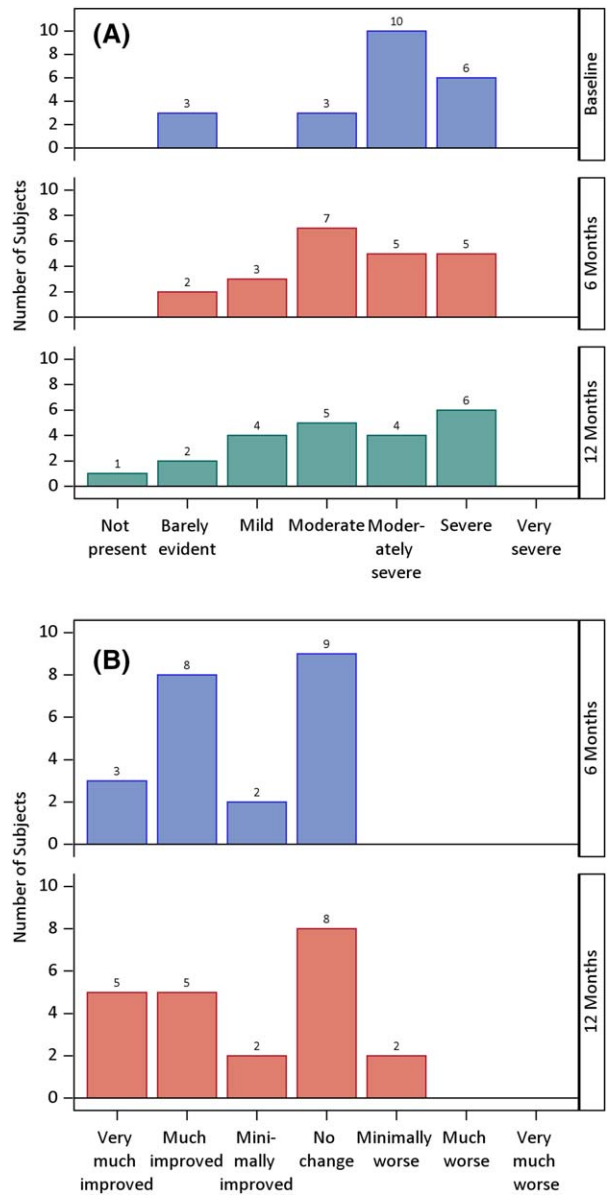 (A)
Number of Subjects
10
8
6
4
2
0
3
3
10
6
Baseline
10
8
6
4
2
0
2
3
7
5
5
6 Months
10
8
6
4
2
0
1
2
4
5
4
6
12 Months
Not present
Barely evident
Mild
Moderate
Moder-
ately
severe
Severe
Very severe
(B)
Number of Subjects
10
8
6
4
2
0
3
8
2
9
6 Months
10
8
6
4
2
0
5
5
2
8
2
12 Months
Very
much
improved
Much
improved
Mini-
mally
improved
No
change
Minimally
worse
Much
worse
Very
much
worse